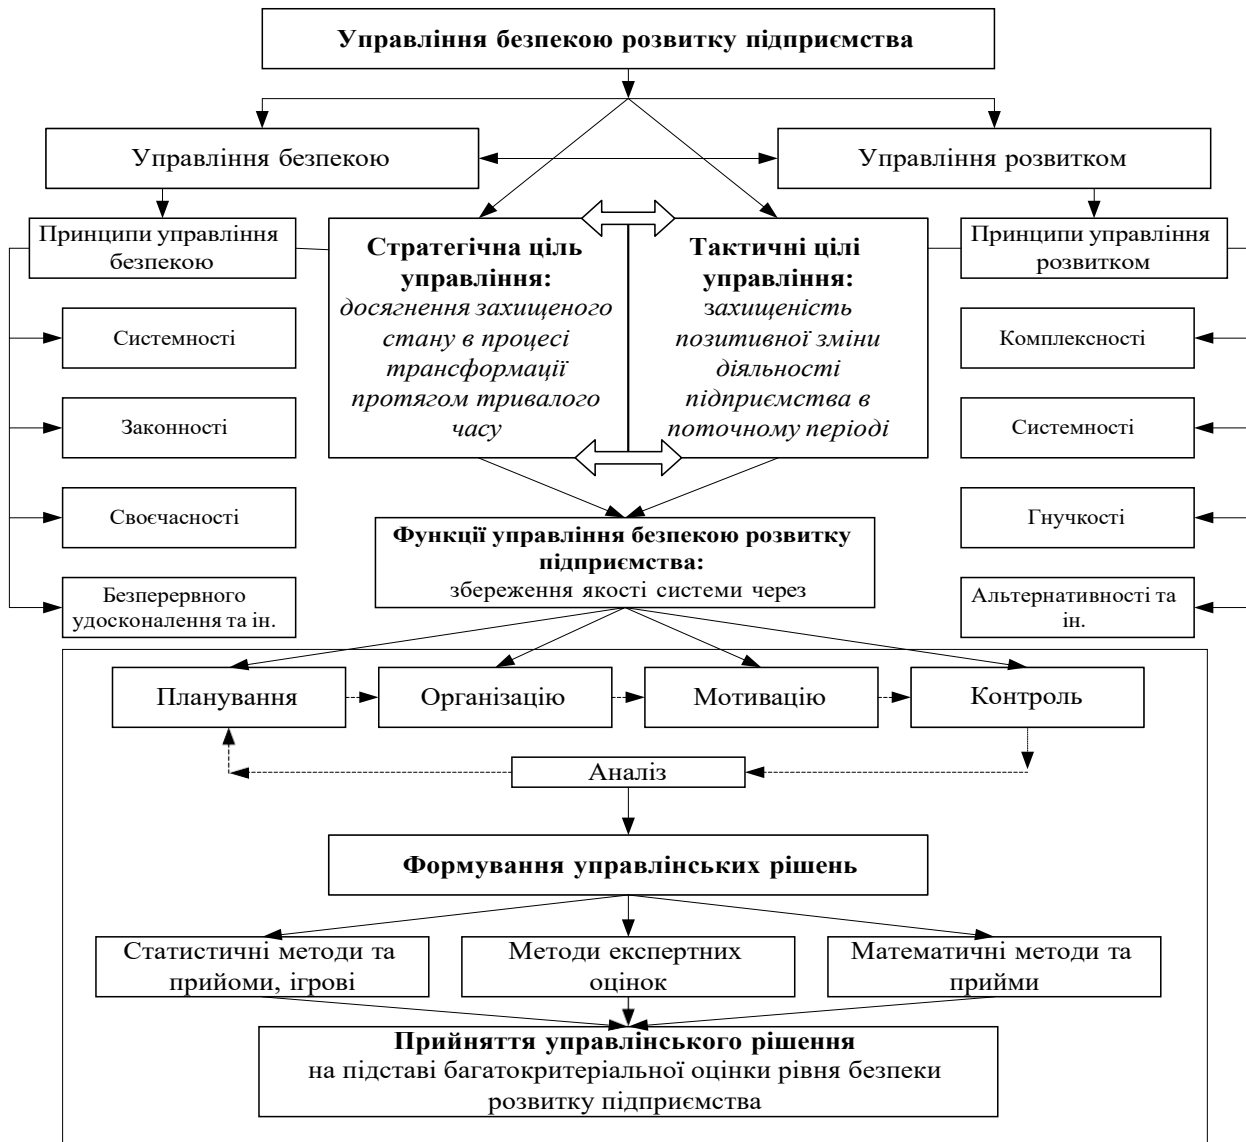 Управління безпекою розвитку підприємства
Управління безпекою
Управління розвитком
Принципи управління
безпекою
Стратегічна ціль
управління:
досягнення захищеного
стану в процесі
трансформації
протягом тривалого
часу
Тактичні цілі
управління:
захищеність
позитивної зміни
діяльності
підприємства в
поточному періоді
Принципи управління
розвитком
Системності
Законності
Своєчасності
Безперервного
удосконалення та ін.
Комплексності
Системності
Гнучкості
Альтернативності та
ін.
Функції управління безпекою розвитку
підприємства:
збереження якості системи через
Планування
Організацію
Мотивацію
Контроль
Аналіз
Формування управлінських рішень
Статистичні методи та
прийоми, ігрові
Методи експертних
оцінок
Математичні методи та
прийми
Прийняття управлінського рішення
на підставі багатокритеріальної оцінки рівня безпеки
розвитку підприємства